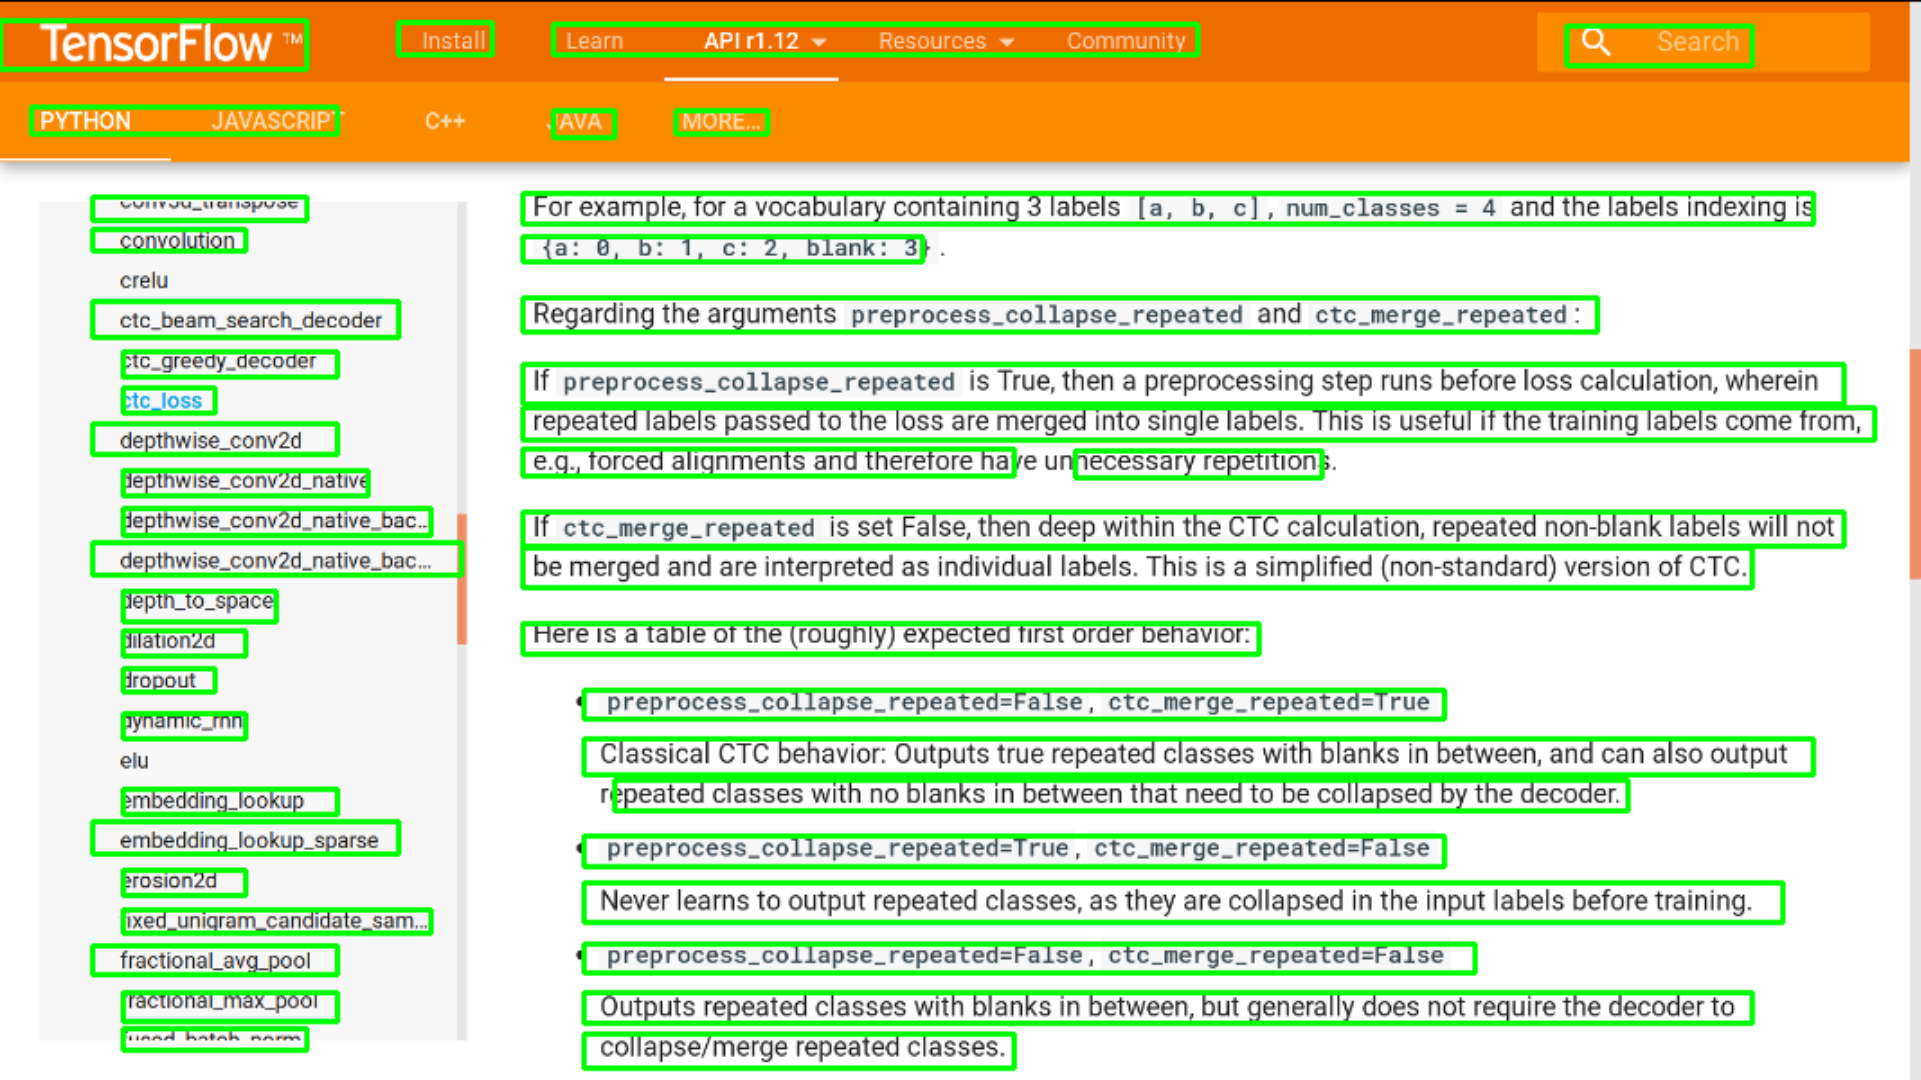 TensorFlow ™ Install Learn API r1.12 Resources Community Search
PYTHON JAVASCRIPT C++ JAVA MORE...
conv3d_transpose
convolution
crelu
ctc_beam_search_decoder
ctc_greedy_decoder
ctc_loss
depthwise_conv2d
depthwise_conv2d_native
depthwise_conv2d_native_bac...
depthwise_conv2d_native_bac...
depth_to_space
dilation2d
dropout
dynamic_rnn
elu
embedding_lookup
embedding_lookup_sparse
erosion2d
fixed_unigram_candidate_sam...
fractional_avg_pool
fractional_max_pool
fused_batch_norm
For example, for a vocabulary containing 3 labels [a, b, c], num_classes = 4 and the labels indexing is
{a: 0, b: 1, c: 2, blank: 3}.
Regarding the arguments preprocess_collapse_repeated and ctc_merge_repeated:
If preprocess_collapse_repeated is True, then a preprocessing step runs before loss calculation, wherein
repeated labels passed to the loss are merged into single labels. This is useful if the training labels come from,
e.g., forced alignments and therefore have unnecessary repetitions.
If ctc_merge_repeated is set False, then deep within the CTC calculation, repeated non-blank labels will not
be merged and are interpreted as individual labels. This is a simplified (non-standard) version of CTC.
Here is a table of the (roughly) expected first order behavior:
• preprocess_collapse_repeated=False, ctc_merge_repeated=True
Classical CTC behavior: Outputs true repeated classes with blanks in between, and can also output
repeated classes with no blanks in between that need to be collapsed by the decoder.
• preprocess_collapse_repeated=True, ctc_merge_repeated=False
Never learns to output repeated classes, as they are collapsed in the input labels before training.
• preprocess_collapse_repeated=False, ctc_merge_repeated=False
Outputs repeated classes with blanks in between, but generally does not require the decoder to
collapse/merge repeated classes.